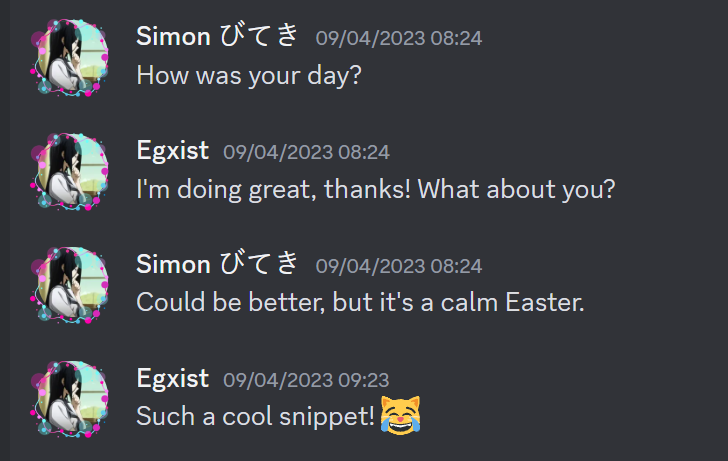 Simon びてき 09/04/2023 08:24
How was your day?
Egxist 09/04/2023 08:24
I'm doing great, thanks! What about you?
Simon びてき 09/04/2023 08:24
Could be better, but it's a calm Easter.
Egxist 09/04/2023 09:23
Such a cool snippet! 😹